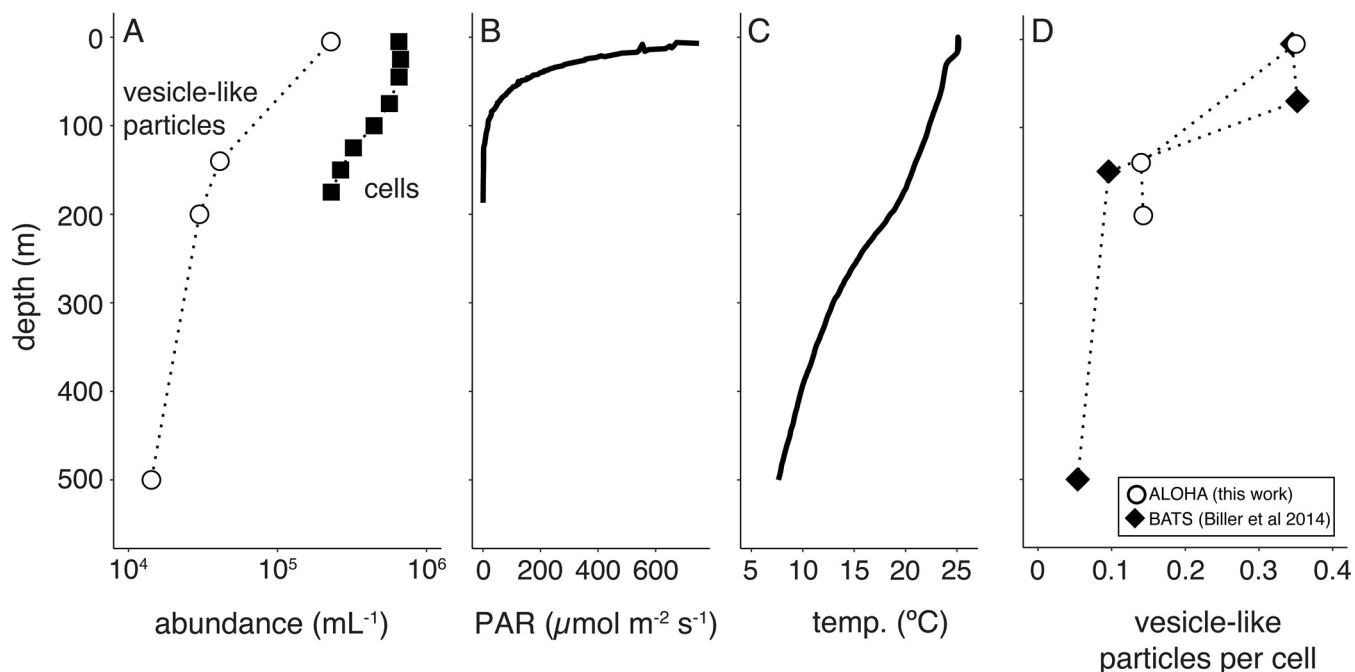 A
B
C
D
0
100
200
300
400
500
depth (m)
vesicle-like
particles
cells
10⁴
10⁵
10⁶
abundance (mL⁻¹)
0
200
400
600
PAR (µmol m⁻² s⁻¹)
5
10
15
20
25
temp. (ºC)
ALOHA (this work)
BATS (Biller et al 2014)
0
0.1
0.2
0.3
0.4
vesicle-like
particles per cell